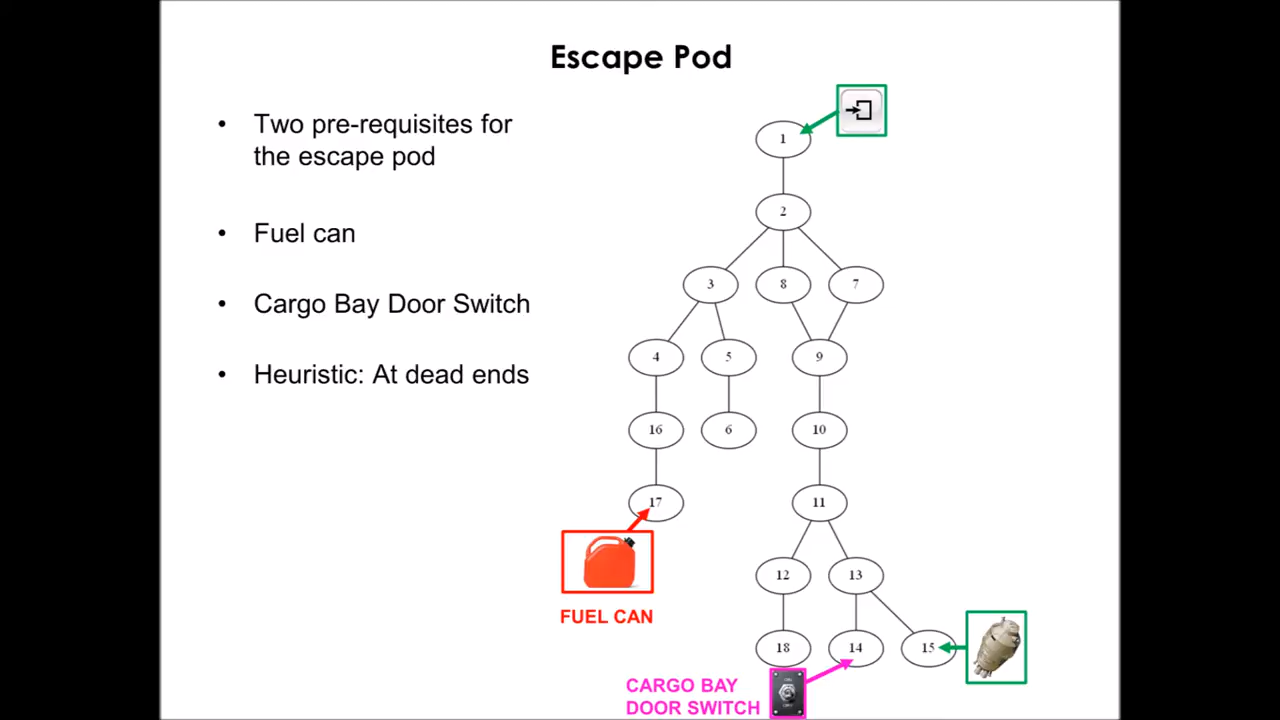 Escape Pod
• Two pre-requisites for
the escape pod
• Fuel can
• Cargo Bay Door Switch
• Heuristic: At dead ends
1
2
3
8
7
4
5
9
16
6
10
17
11
FUEL CAN
12
13
18
14
15
CARGO BAY
DOOR SWITCH